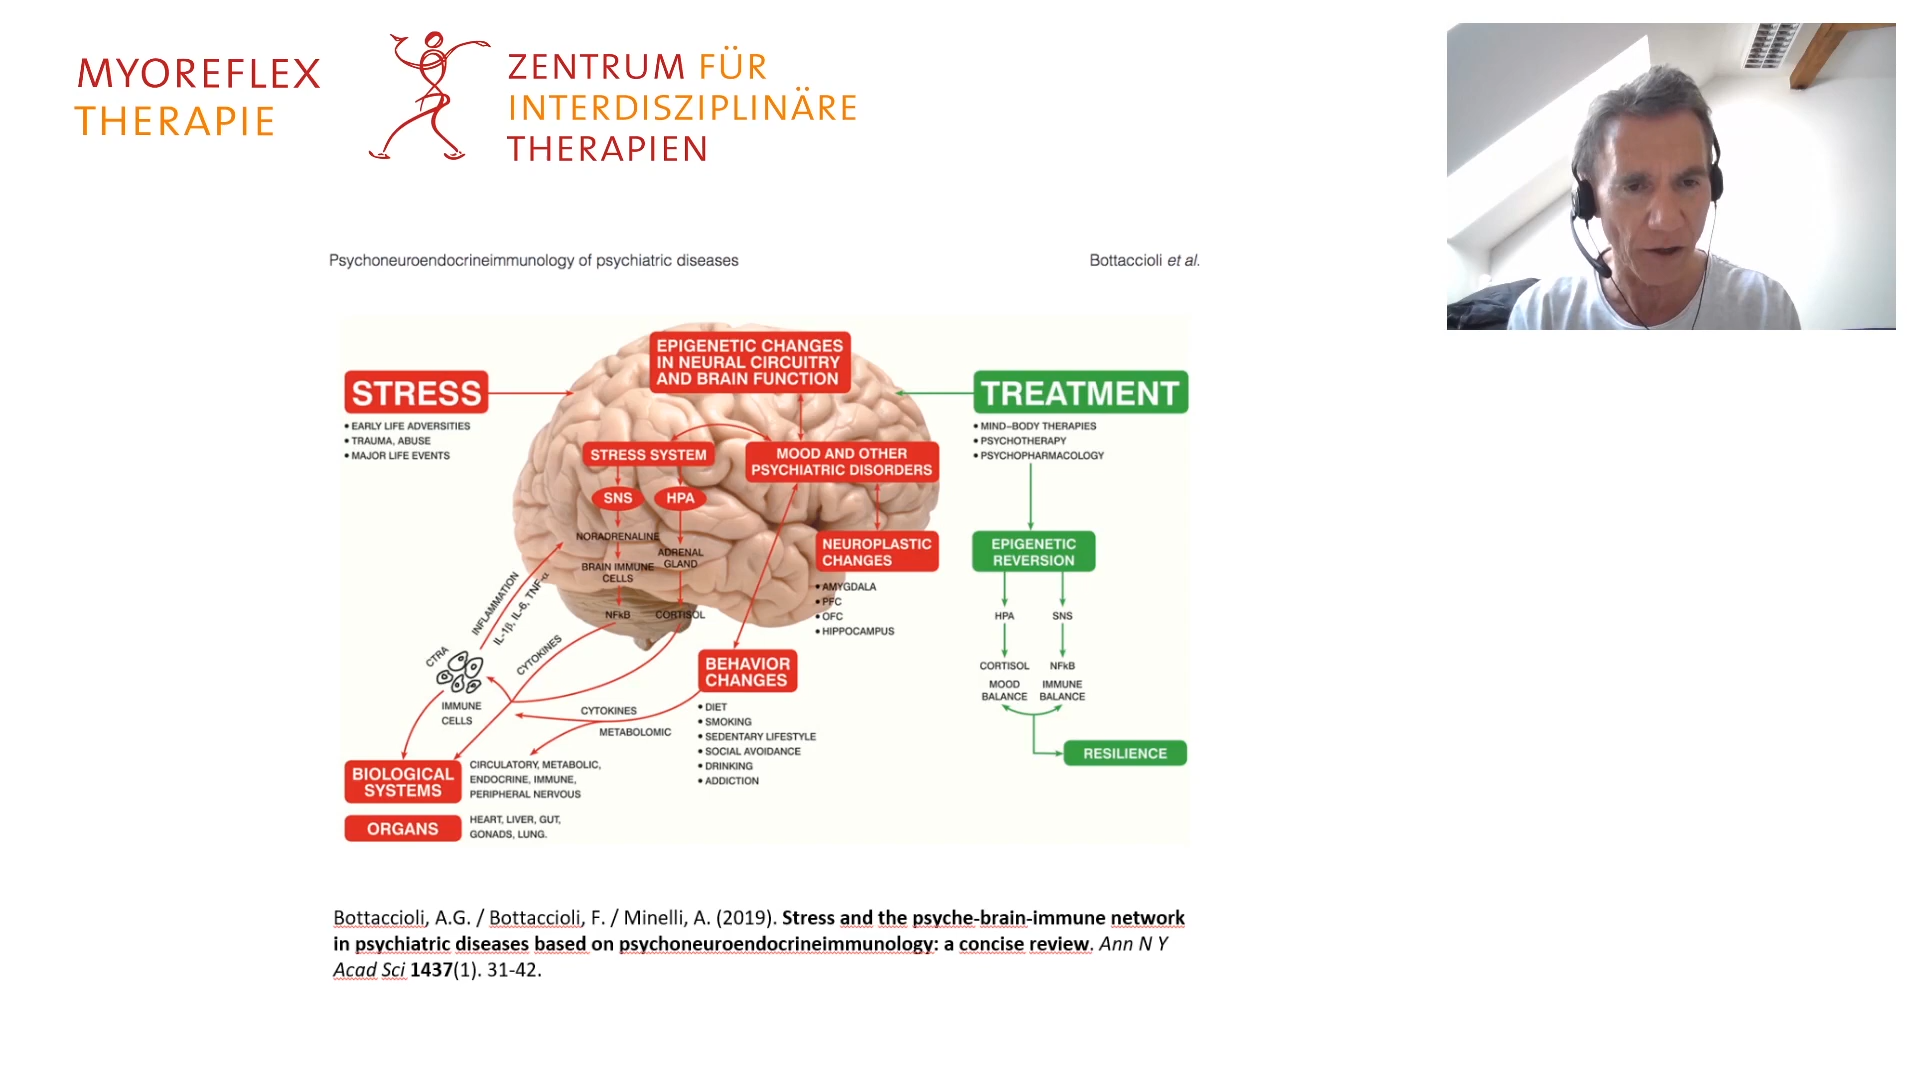 MYOREFLEX
THERAPIE
ZENTRUM FÜR
INTERDISZIPLINÄRE
THERAPIEN
Psychoneuroendocrineimmunology of psychiatric diseases
Bottaccioli et al.
EPIGENETIC CHANGES
IN NEURAL CIRCUITRY
AND BRAIN FUNCTION
STRESS
• EARLY LIFE ADVERSITIES
• TRAUMA, ABUSE
• MAJOR LIFE EVENTS
TREATMENT
• MIND–BODY THERAPIES
• PSYCHOTHERAPY
• PSYCHOPHARMACOLOGY
STRESS SYSTEM
MOOD AND OTHER
PSYCHIATRIC DISORDERS
SNS
HPA
NORADRENALINE
ADRENAL
GLAND
BRAIN IMMUNE
CELLS
NFkB
CORTISOL
NEUROPLASTIC
CHANGES
• AMYGDALA
• PFC
• OFC
• HIPPOCAMPUS
EPIGENETIC
REVERSION
HPA
SNS
CORTISOL
NFkB
MOOD
BALANCE
IMMUNE
BALANCE
RESILIENCE
INFLAMMATION
IL-1β, IL-6, TNF-α
CYTOKINES
CTRA
IMMUNE
CELLS
BEHAVIOR
CHANGES
• DIET
• SMOKING
• SEDENTARY LIFESTYLE
• SOCIAL AVOIDANCE
• DRINKING
• ADDICTION
CYTOKINES
METABOLOMIC
BIOLOGICAL
SYSTEMS
CIRCULATORY, METABOLIC,
ENDOCRINE, IMMUNE,
PERIPHERAL NERVOUS
ORGANS
HEART, LIVER, GUT,
GONADS, LUNG.
Bottaccioli, A.G. / Bottaccioli, F. / Minelli, A. (2019). Stress and the psyche-brain-immune network
in psychiatric diseases based on psychoneuroendocrineimmunology: a concise review. Ann N Y
Acad Sci 1437(1). 31-42.